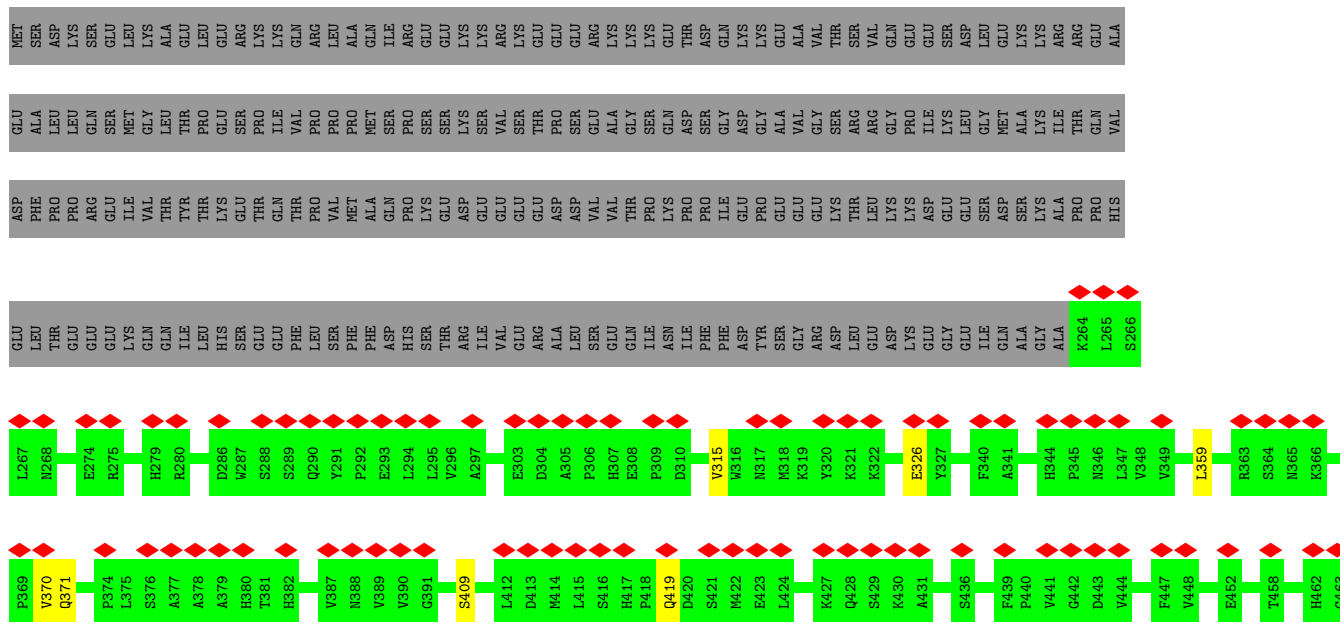 MET SER ASP LYS SER GLU LEU LYS ALA GLU LEU GLU ARG LYS LYS GLN ARG LEU ALA GLN ILE ARG GLU GLU LYS LYS ARG LYS GLU GLU GLU ARG LYS LYS LYS GLU THR ASP GLN LYS LYS GLU ALA VAL THR SER VAL GLN GLU GLU SER ASP LEU GLU LYS LYS ARG ARG GLU ALA
GLU ALA LEU LEU GLN SER MET GLY LEU THR PRO GLU SER PRO ILE VAL PRO PRO PRO MET SER PRO SER SER LYS SER VAL SER THR PRO SER GLU ALA GLY SER GLN ASP SER GLY ASP GLY ALA VAL GLY SER ARG ARG GLY PRO ILE LYS LEU GLY MET ALA LYS ILE THR GLN VAL
ASP PHE PRO PRO ARG GLU ILE VAL THR TYR THR LYS GLU THR GLN THR PRO VAL MET ALA GLN PRO LYS GLU ASP GLU GLU GLU GLU ASP ASP VAL VAL THR PRO LYS PRO PRO ILE GLU PRO GLU GLU GLU LYS THR LEU LYS LYS ASP GLU GLU SER ASP SER LYS ALA PRO PRO HIS
GLU LEU THR GLU GLU GLU LYS GLN GLN ILE LEU HIS SER GLU GLU PHE LEU SER PHE PHE ASP HIS SER THR ARG ILE VAL GLU ARG ALA LEU SER GLU GLN ILE ASN ILE PHE PHE ASP TYR SER GLY ARG ASP LEU GLU ASP LYS GLU GLY GLU ILE GLN ALA GLY ALA K264 L265 S266
L267 N268 E274 R275 H279 R280 D286 W287 S288 S289 Q290 Y291 P292 E293 L294 L295 V296 A297 E303 D304 A305 P306 H307 E308 P309 D310 V315 W316 N317 M318 K319 Y320 K321 K322 E326 Y327 F340 A341 H344 P345 N346 L347 V348 V349 L359 R363 S364 N365 K366
P369 V370 Q371 P374 L375 S376 A377 A378 A379 H380 T381 H382 V387 N388 V389 V390 G391 S409 L412 D413 M414 L415 S416 H417 P418 Q419 D420 S421 M422 E423 L424 K427 Q428 S429 K430 A431 S436 F439 P440 V441 G442 D443 V444 F447 V448 E452 T458 H462